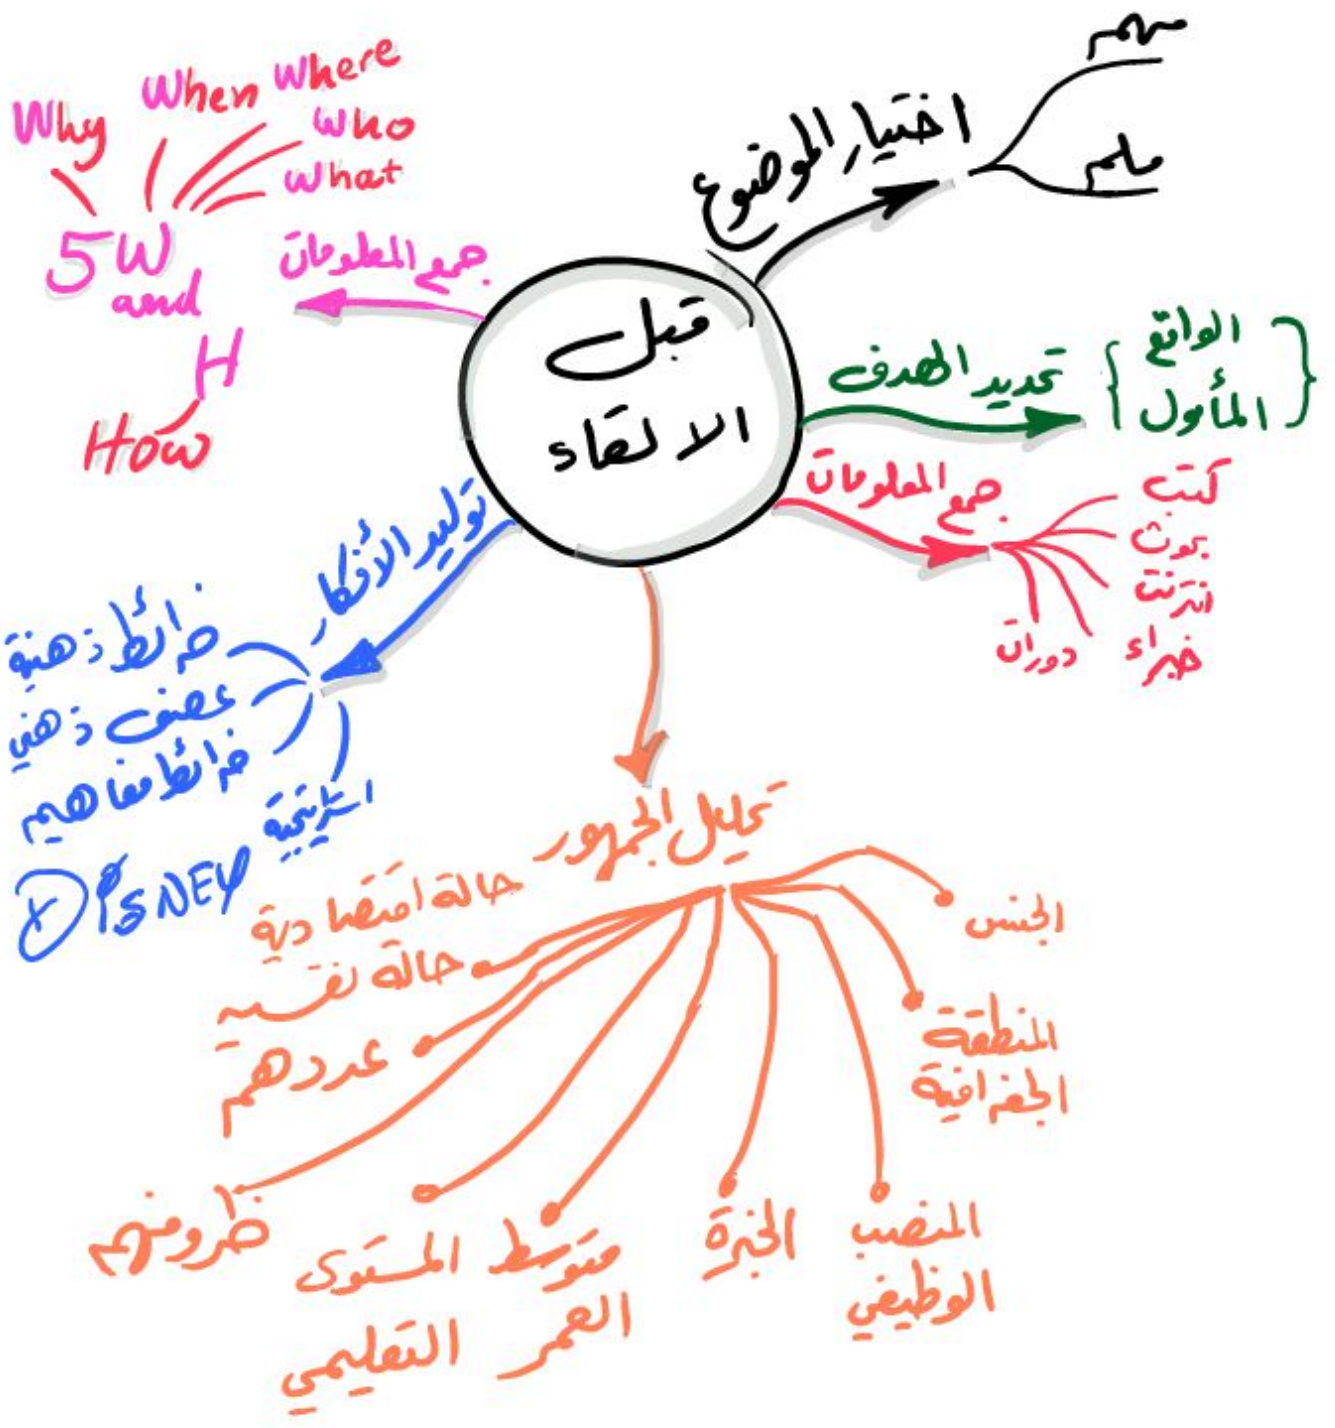 قبل
الالقاء
اختيار الموضوع
مهم
ملهم
تحديد الهدف
الواقع
المأمول
جمع المعلومات
كتب
بحوث
انترنت
خبراء
دورات
تحليل الجمهور
الجنس
المنطقة
الجغرافية
المنصب
الوظيفي
الخبرة
متوسط
العمر
المستوى
التعليمي
ظروفهم
عددهم
حالة نفسيه
حالة اقتصادية
توليد الأفكار
خرائط ذهنية
عصف ذهني
خرائط مفاهيم
استراتيجية
DisNEY
جمع المعلومات
5W
and
H
Why
When
Where
Who
What
How